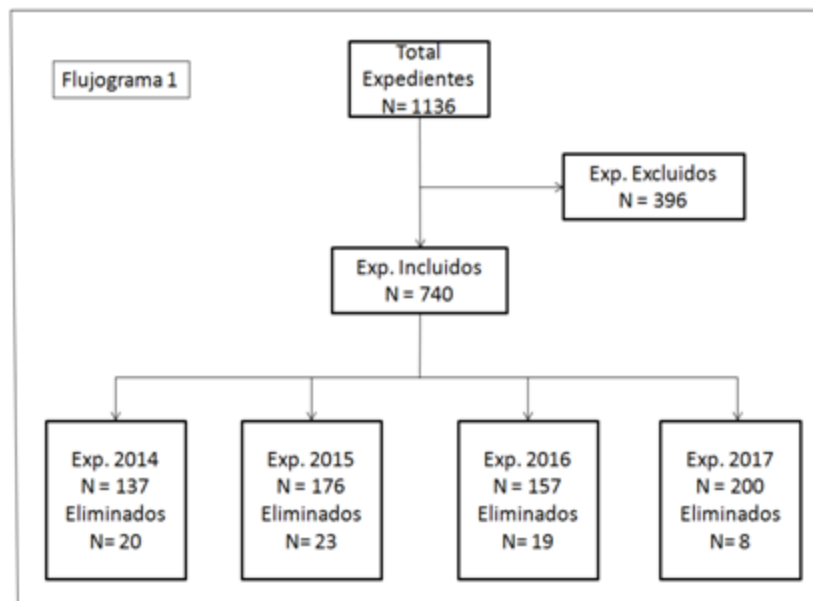 Flujograma 1
Total
Expedientes
N= 1136
Exp. Excluidos
N = 396
Exp. Incluidos
N = 740
Exp. 2014
N = 137
Eliminados
N= 20
Exp. 2015
N = 176
Eliminados
N= 23
Exp. 2016
N = 157
Eliminados
N= 19
Exp. 2017
N = 200
Eliminados
N= 8